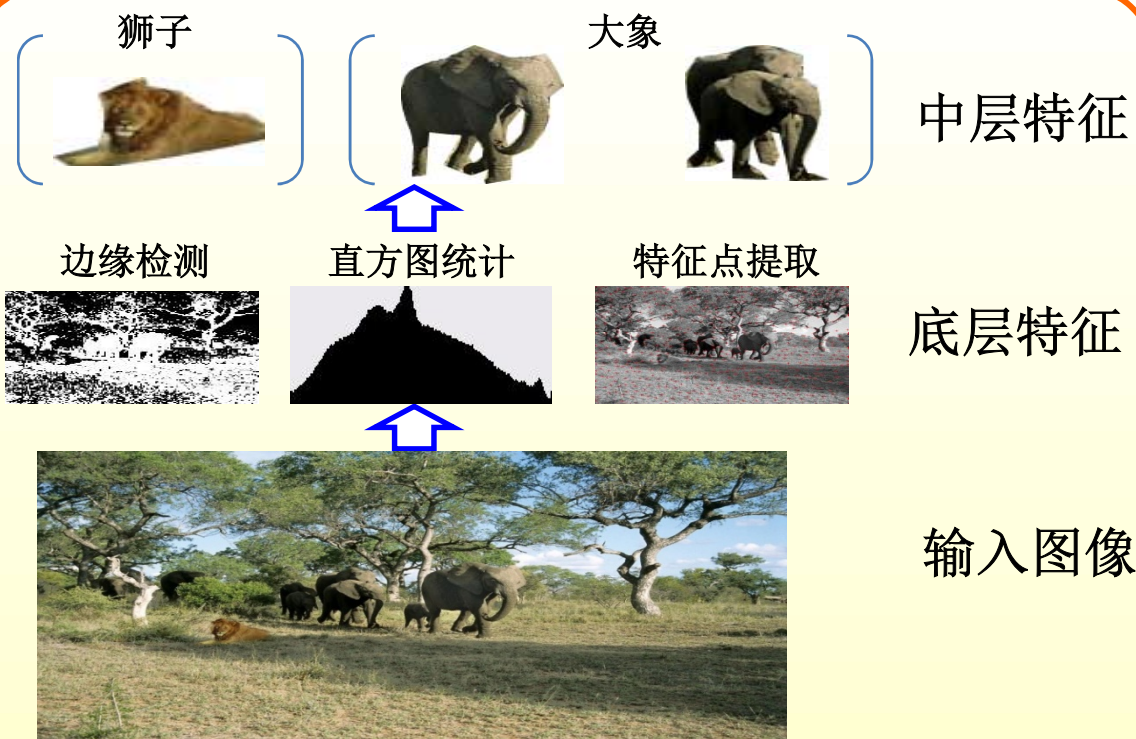 狮子
大象
中层特征
边缘检测
直方图统计
特征点提取
底层特征
输入图像